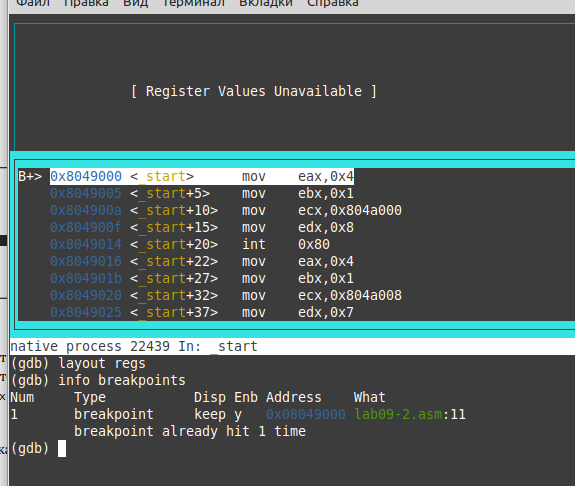 Файл Правка Вид Терминал Вкладки Справка
[ Register Values Unavailable ]
B+> 0x8049000 <_start> mov eax,0x4
0x8049005 <_start+5> mov ebx,0x1
0x804900a <_start+10> mov ecx,0x804a000
0x804900f <_start+15> mov edx,0x8
0x8049014 <_start+20> int 0x80
0x8049016 <_start+22> mov eax,0x4
0x804901b <_start+27> mov ebx,0x1
0x8049020 <_start+32> mov ecx,0x804a008
0x8049025 <_start+37> mov edx,0x7
native process 22439 In: _start
(gdb) layout regs
(gdb) info breakpoints
Num Type Disp Enb Address What
1 breakpoint keep y 0x08049000 lab09-2.asm:11
breakpoint already hit 1 time
(gdb)